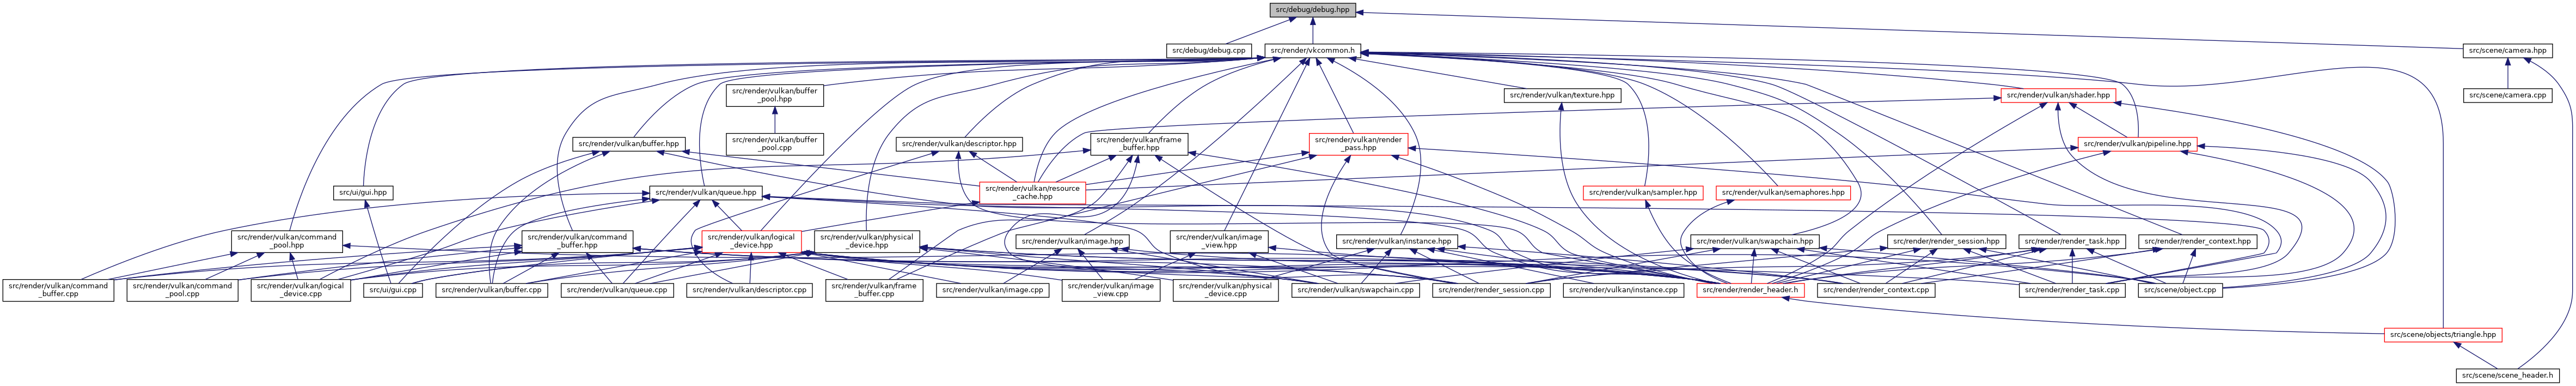 src/debug/debug.hpp
src/debug/debug.cpp
src/render/vkcommon.h
src/scene/camera.hpp
src/render/vulkan/buffer
_pool.hpp
src/render/vulkan/texture.hpp
src/render/vulkan/shader.hpp
src/scene/camera.cpp
src/render/vulkan/buffer.hpp
src/render/vulkan/buffer
_pool.cpp
src/render/vulkan/descriptor.hpp
src/render/vulkan/frame
_buffer.hpp
src/render/vulkan/render
_pass.hpp
src/render/vulkan/pipeline.hpp
src/ui/gui.hpp
src/render/vulkan/queue.hpp
src/render/vulkan/resource
_cache.hpp
src/render/vulkan/sampler.hpp
src/render/vulkan/semaphores.hpp
src/render/vulkan/command
_pool.hpp
src/render/vulkan/command
_buffer.hpp
src/render/vulkan/logical
_device.hpp
src/render/vulkan/physical
_device.hpp
src/render/vulkan/image.hpp
src/render/vulkan/image
_view.hpp
src/render/vulkan/instance.hpp
src/render/vulkan/swapchain.hpp
src/render/render_session.hpp
src/render/render_task.hpp
src/render/render_context.hpp
src/render/vulkan/command
_buffer.cpp
src/render/vulkan/command
_pool.cpp
src/render/vulkan/logical
_device.cpp
src/ui/gui.cpp
src/render/vulkan/buffer.cpp
src/render/vulkan/queue.cpp
src/render/vulkan/descriptor.cpp
src/render/vulkan/frame
_buffer.cpp
src/render/vulkan/image.cpp
src/render/vulkan/image
_view.cpp
src/render/vulkan/physical
_device.cpp
src/render/vulkan/swapchain.cpp
src/render/render_session.cpp
src/render/vulkan/instance.cpp
src/render/render_header.h
src/render/render_context.cpp
src/render/render_task.cpp
src/scene/object.cpp
src/scene/objects/triangle.hpp
src/scene/scene_header.h